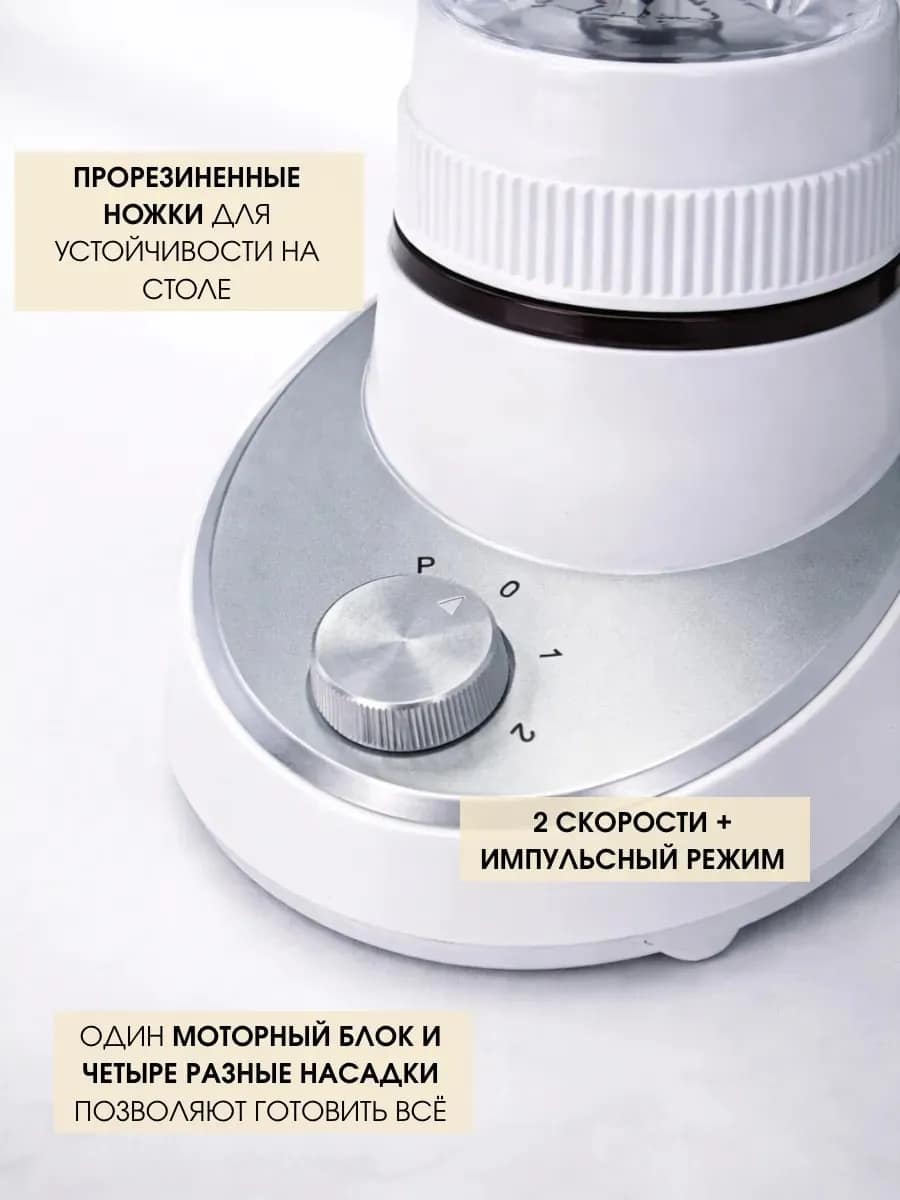 ПРОРЕЗИНЕННЫЕ
НОЖКИ ДЛЯ
УСТОЙЧИВОСТИ НА
СТОЛЕ
P
0
1
2
2 СКОРОСТИ +
ИМПУЛЬСНЫЙ РЕЖИМ
ОДИН МОТОРНЫЙ БЛОК И
ЧЕТЫРЕ РАЗНЫЕ НАСАДКИ
ПОЗВОЛЯЮТ ГОТОВИТЬ ВСЁ